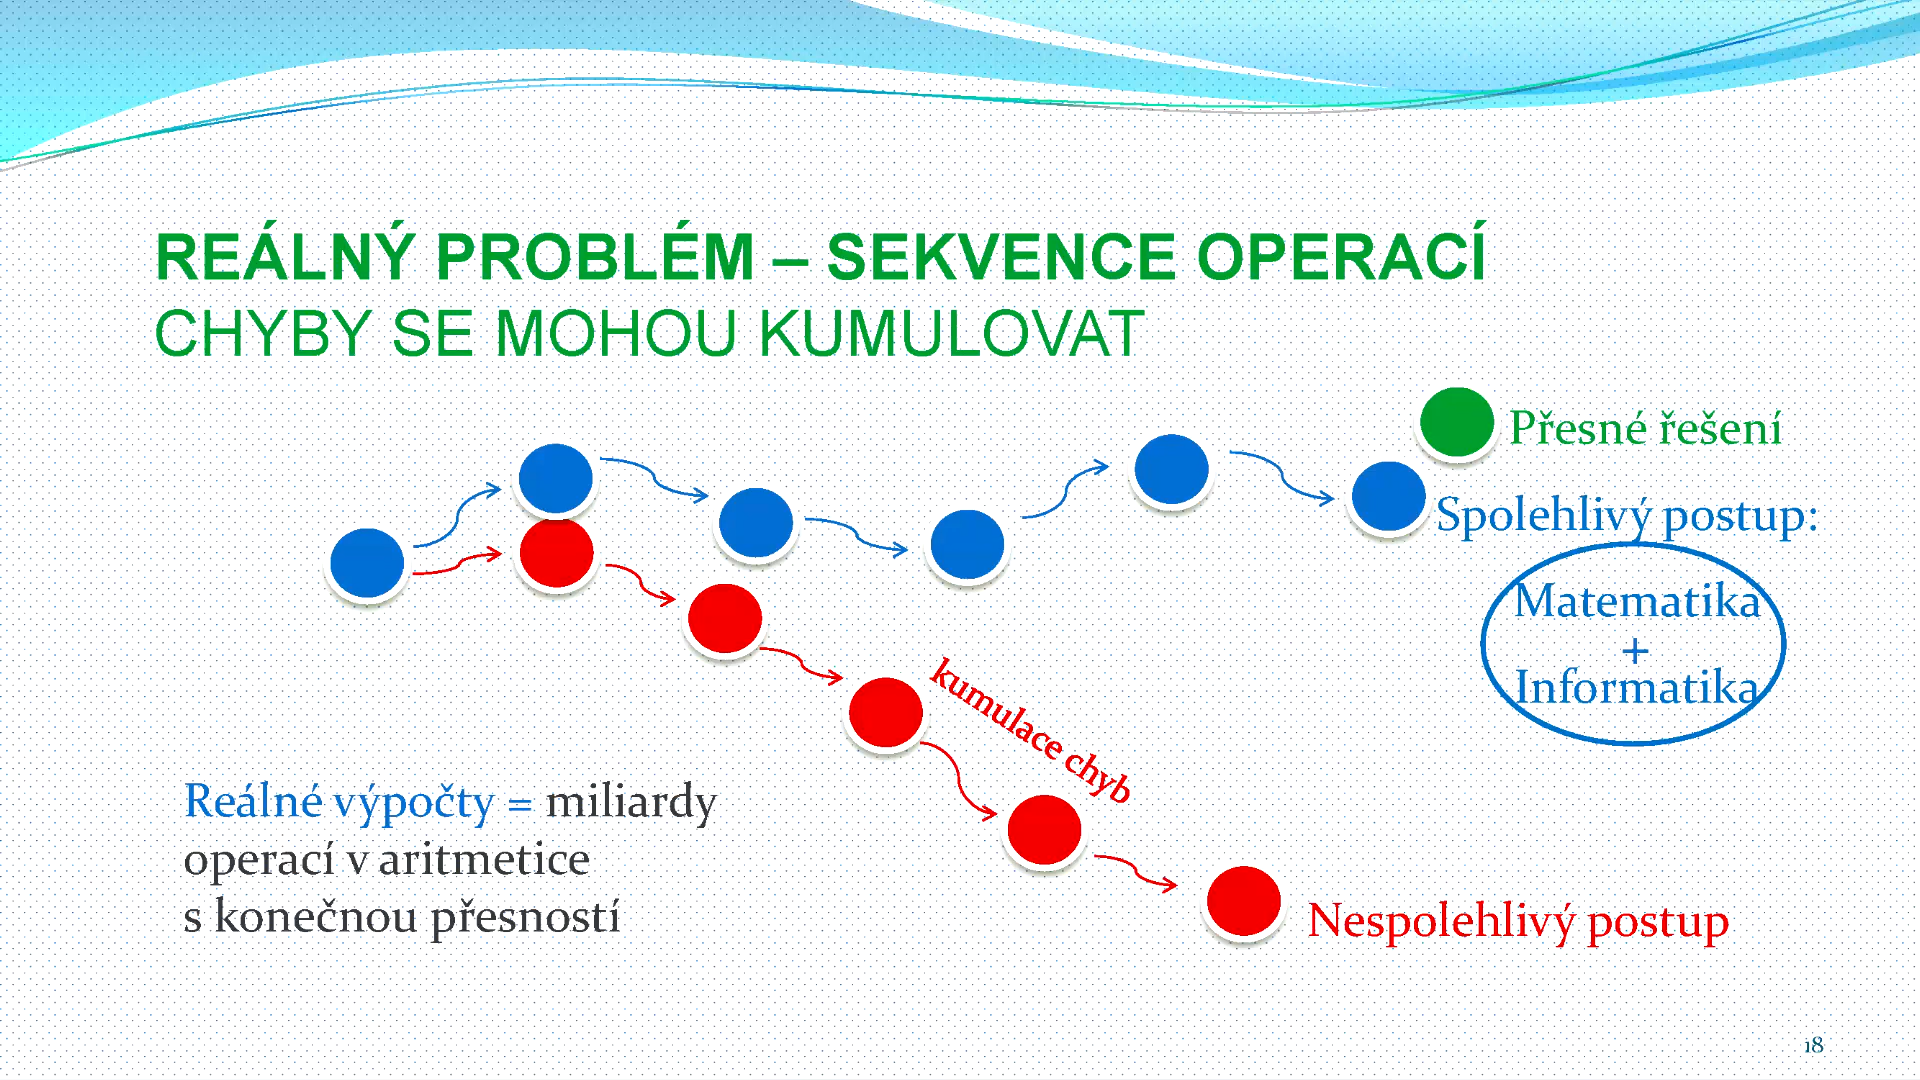 REÁLNÝ PROBLÉM – SEKVENCE OPERACÍ
CHYBY SE MOHOU KUMULOVAT
Přesné řešení
Spolehlivý postup:
Matematika
+
Informatika
kumulace chyb
Reálné výpočty = miliardy
operací v aritmetice
s konečnou přesností
Nespolehlivý postup
18